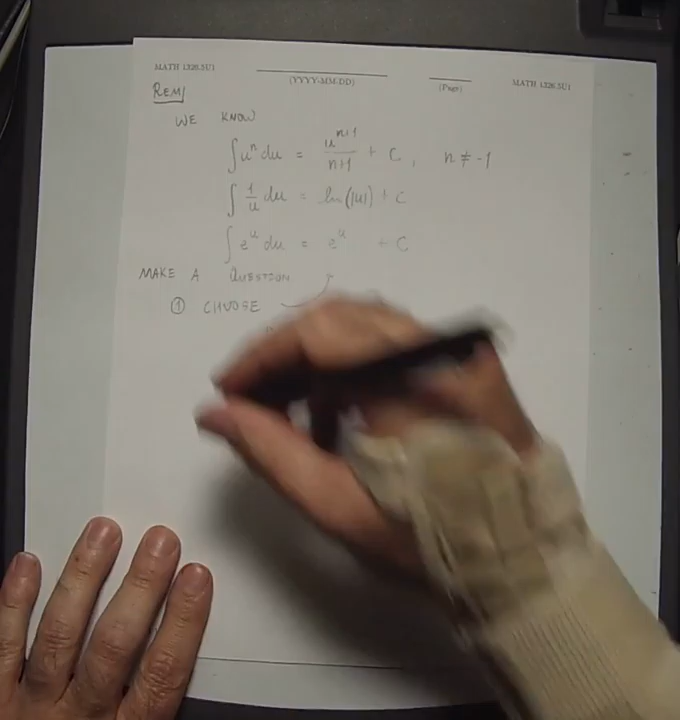 MATH 1326.5U1 (YYYY-MM-DD) (Page) MATH 1326.5U1
REM/
WE KNOW
∫uⁿ du = uⁿ⁺¹/n+1 + C, n ≠ -1
∫ 1/u du = ln(|u|) + C
∫eᵘ du = eᵘ + C
MAKE A QUESTION
① CHOOSE